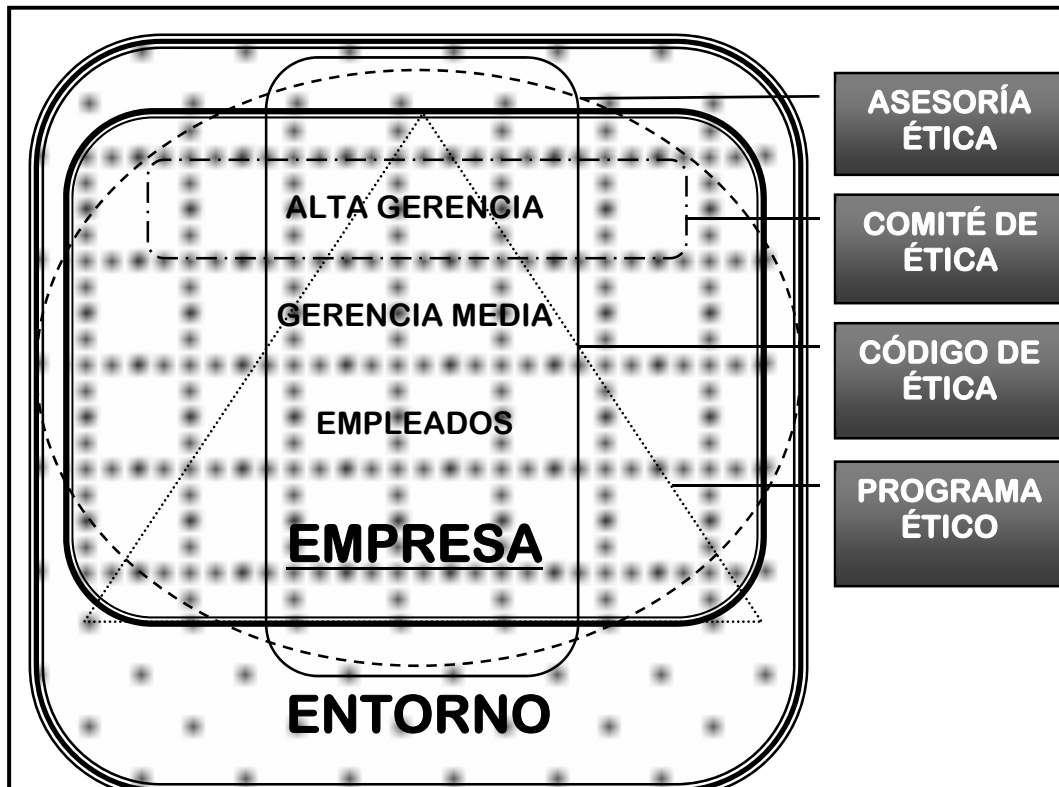 ASESORÍA
ÉTICA
COMITÉ DE
ÉTICA
CÓDIGO DE
ÉTICA
PROGRAMA
ÉTICO
ALTA GERENCIA
GERENCIA MEDIA
EMPLEADOS
EMPRESA
ENTORNO